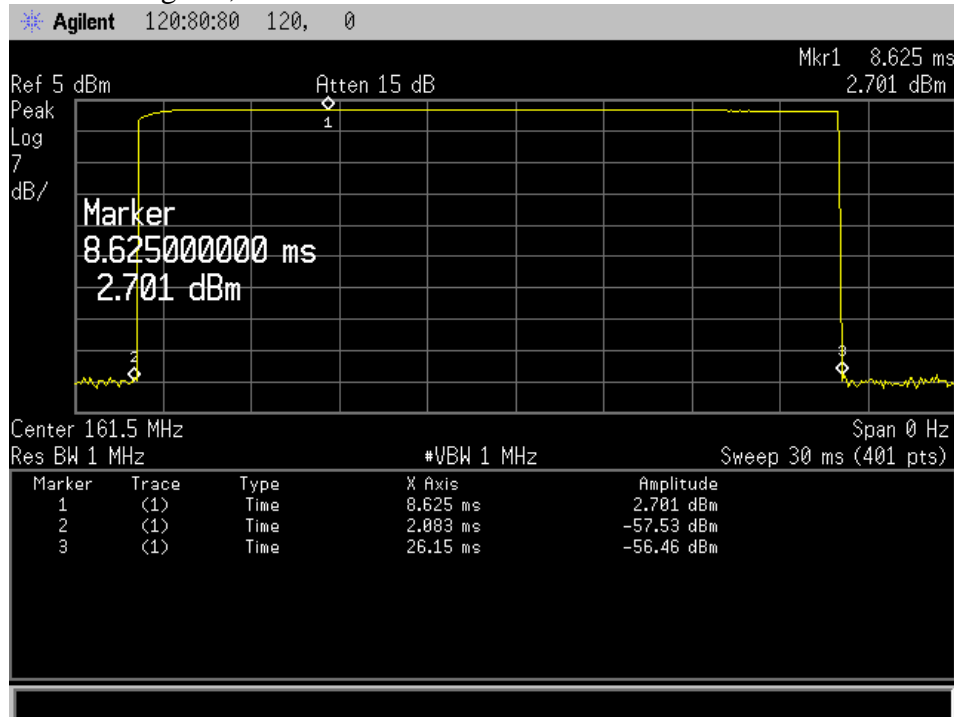 Agilent 120:80:80 120, 0
Mkr1 8.625 ms
Ref 5 dBm Atten 15 dB 2.701 dBm
Peak
Log
7
dB/
1
Marker
8.625000000 ms
2.701 dBm
2
3
Center 161.5 MHz Span 0 Hz
Res BW 1 MHz #VBW 1 MHz Sweep 30 ms (401 pts)
Marker Trace Type X Axis Amplitude
1 (1) Time 8.625 ms 2.701 dBm
2 (1) Time 2.083 ms -57.53 dBm
3 (1) Time 26.15 ms -56.46 dBm